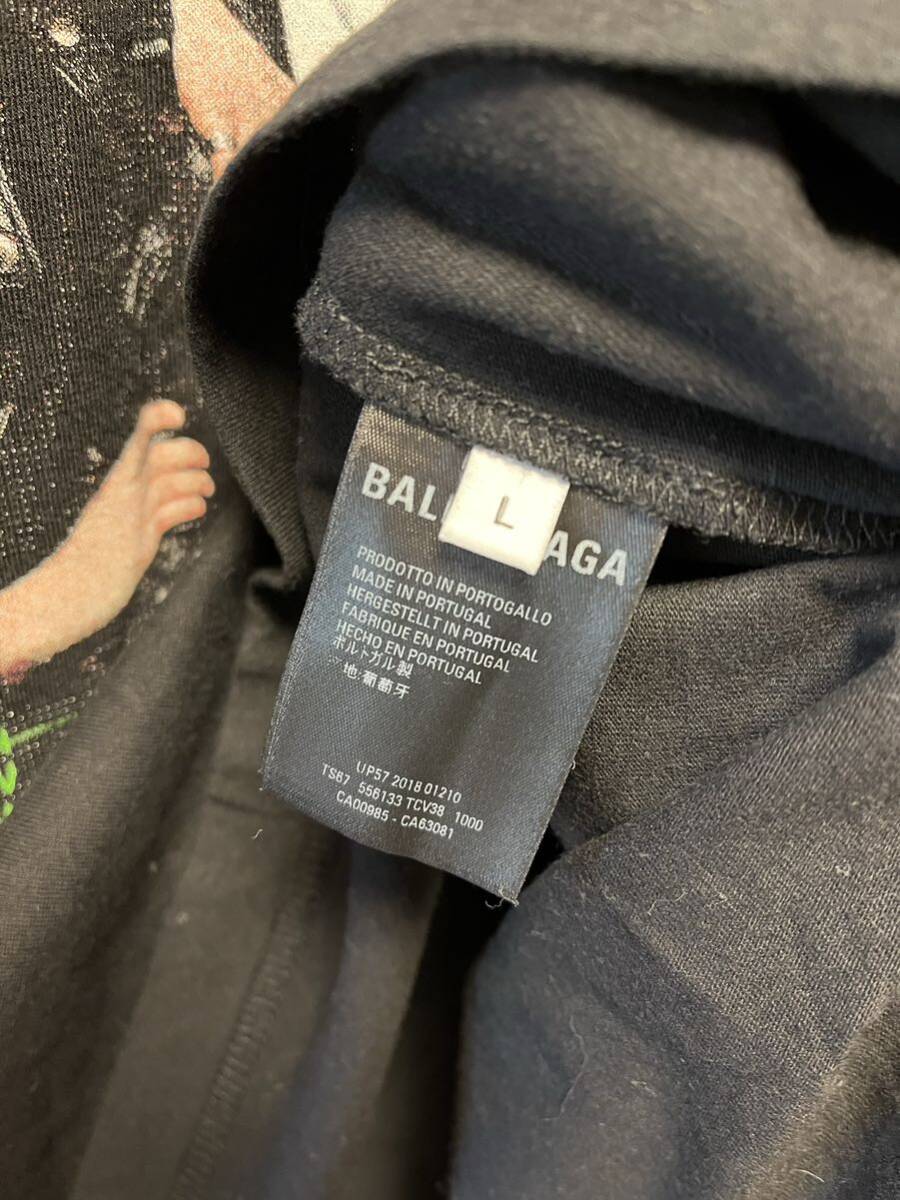 BAL
L
AGA
PRODOTTO IN PORTOGALLO
MADE IN PORTUGAL
HERGESTELLT IN PORTUGAL
FABRIQUE EN PORTUGAL
HECHO EN PORTUGAL
ポルトガル製
地:葡萄牙
UP57 2018 01210
TS87 556133 TCV38 1000
CA00985 - CA63081